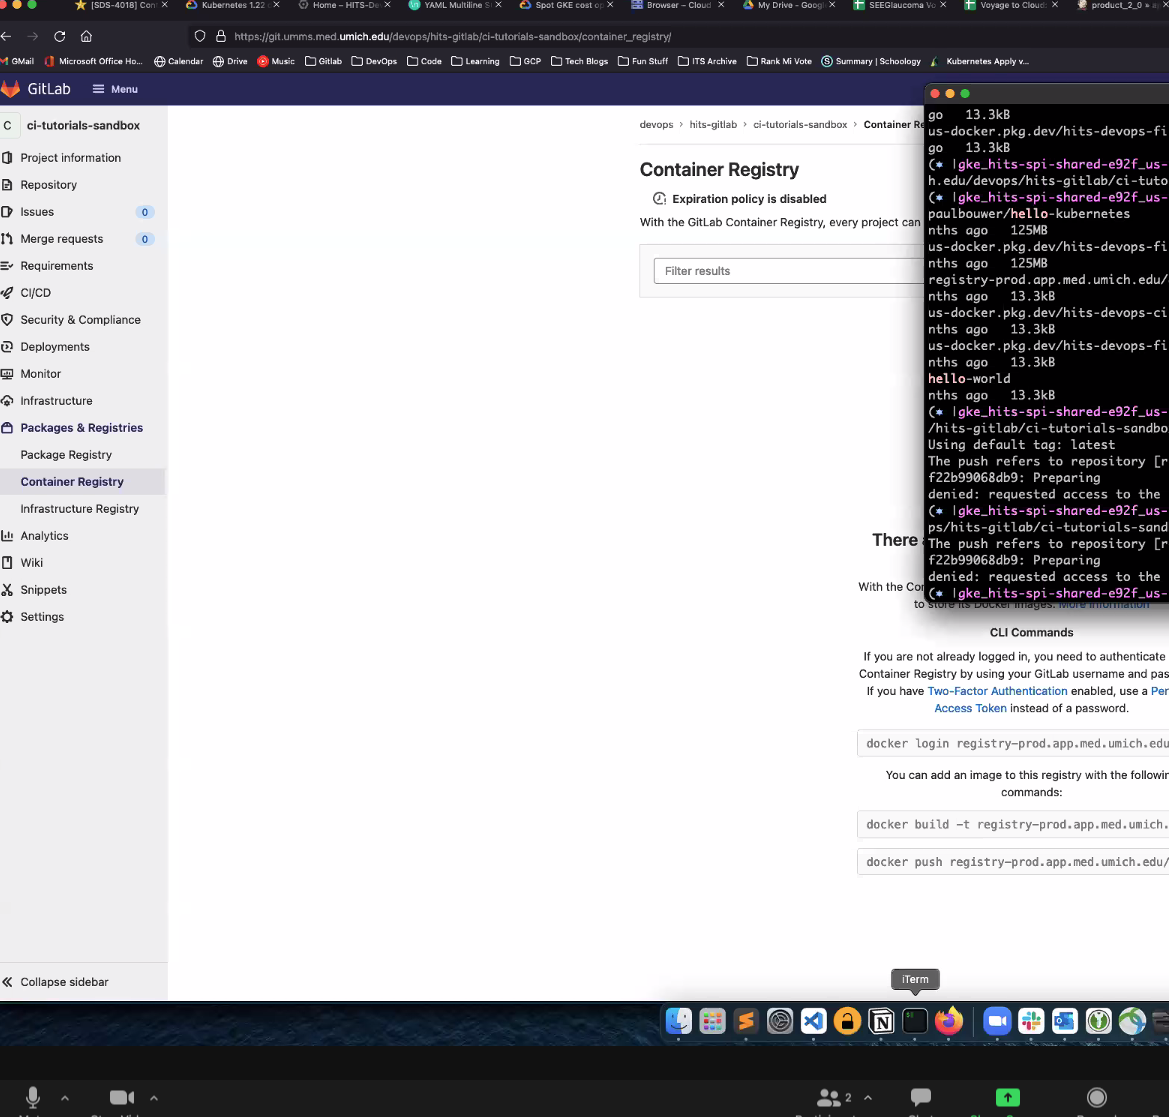 [SDS-4018] Con
Kubernetes 1.22
Home – HITS-De
YAML Multiline S
Spot GKE cost op
Browser – Cloud
My Drive - Googl
SEEGlaucoma Vo
Voyage to Cloud:
product_2_0 » a
https://git.umms.med.umich.edu/devops/hits-gitlab/ci-tutorials-sandbox/container_registry/
GMail
Microsoft Office Ho...
Calendar
Drive
Music
Gitlab
DevOps
Code
Learning
GCP
Tech Blogs
Fun Stuff
ITS Archive
Rank Mi Vote
Summary | Schoology
Kubernetes Apply v...
GitLab
Menu
C ci-tutorials-sandbox
Project information
Repository
Issues 0
Merge requests 0
Requirements
CI/CD
Security & Compliance
Deployments
Monitor
Infrastructure
Packages & Registries
Package Registry
Container Registry
Infrastructure Registry
Analytics
Wiki
Snippets
Settings
Collapse sidebar
devops > hits-gitlab > ci-tutorials-sandbox > Container Re
Container Registry
Expiration policy is disabled
With the GitLab Container Registry, every project can
Filter results
There
With the Co
to store its Docker images. More Information
CLI Commands
If you are not already logged in, you need to authenticate
Container Registry by using your GitLab username and pas
If you have Two-Factor Authentication enabled, use a Per
Access Token instead of a password.
docker login registry-prod.app.med.umich.edu
You can add an image to this registry with the followin
commands:
docker build -t registry-prod.app.med.umich.
docker push registry-prod.app.med.umich.edu/
go 13.3kB
us-docker.pkg.dev/hits-devops-fi
go 13.3kB
(⎈ |gke_hits-spi-shared-e92f_us-
h.edu/devops/hits-gitlab/ci-tuto
(⎈ |gke_hits-spi-shared-e92f_us-
paulbouwer/hello-kubernetes
nths ago 125MB
us-docker.pkg.dev/hits-devops-fi
nths ago 125MB
registry-prod.app.med.umich.edu/
nths ago 13.3kB
us-docker.pkg.dev/hits-devops-ci
nths ago 13.3kB
us-docker.pkg.dev/hits-devops-fi
nths ago 13.3kB
hello-world
nths ago 13.3kB
(⎈ |gke_hits-spi-shared-e92f_us-
/hits-gitlab/ci-tutorials-sandbo
Using default tag: latest
The push refers to repository [r
f22b99068db9: Preparing
denied: requested access to the
(⎈ |gke_hits-spi-shared-e92f_us-
ps/hits-gitlab/ci-tutorials-sand
The push refers to repository [r
f22b99068db9: Preparing
denied: requested access to the
(⎈ |gke_hits-spi-shared-e92f_us-
iTerm
2